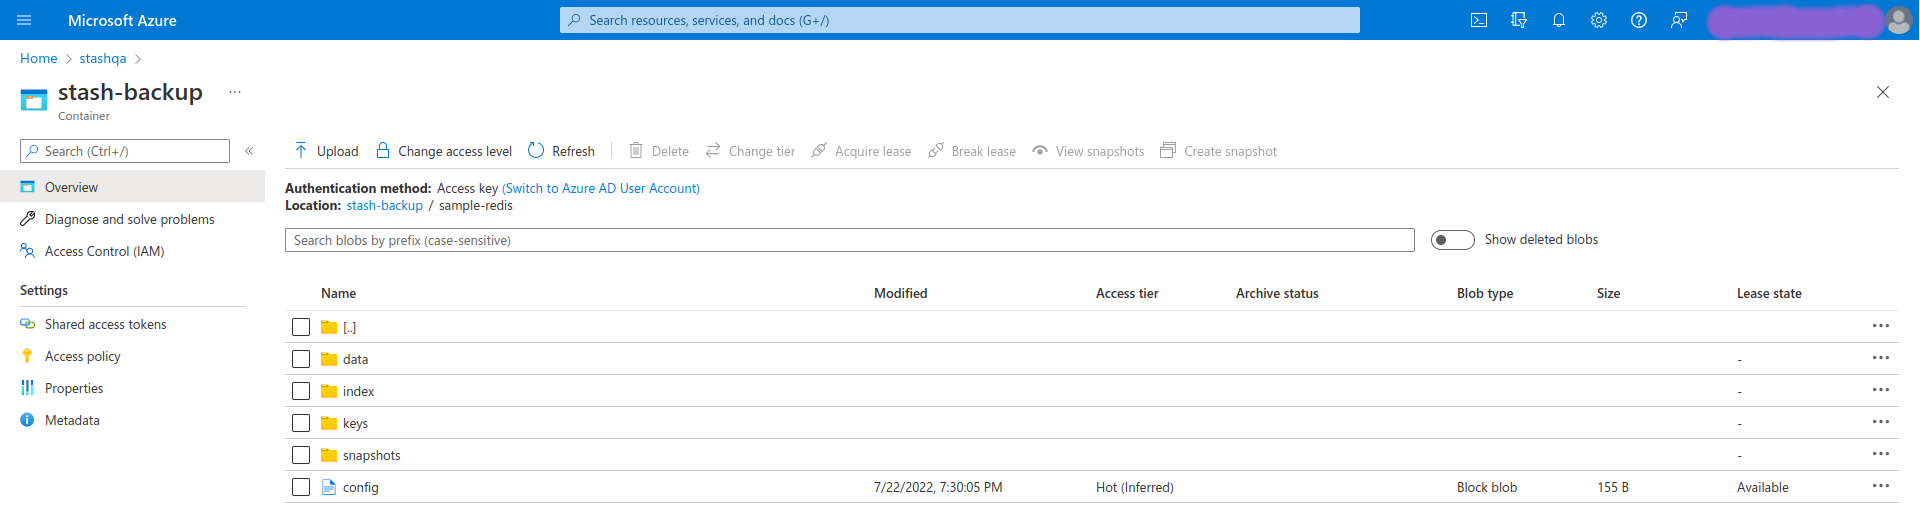 Microsoft Azure
Search resources, services, and docs (G+/)
Home > stashqa >
stash-backup ...
Container
Search (Ctrl+/) «
Overview
Diagnose and solve problems
Access Control (IAM)
Settings
Shared access tokens
Access policy
Properties
Metadata
Upload Change access level Refresh Delete Change tier Acquire lease Break lease View snapshots Create snapshot
Authentication method: Access key (Switch to Azure AD User Account)
Location: stash-backup / sample-redis
Search blobs by prefix (case-sensitive) Show deleted blobs
Name Modified Access tier Archive status Blob type Size Lease state
[..] ...
data - ...
index - ...
keys - ...
snapshots - ...
config 7/22/2022, 7:30:05 PM Hot (Inferred) Block blob 155 B Available ...